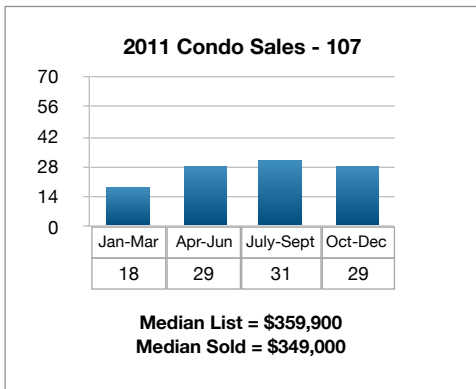 2011 Condo Sales - 107
70
56
42
28
14
0
Jan-Mar Apr-Jun July-Sept Oct-Dec
18 29 31 29
Median List = $359,900
Median Sold = $349,000